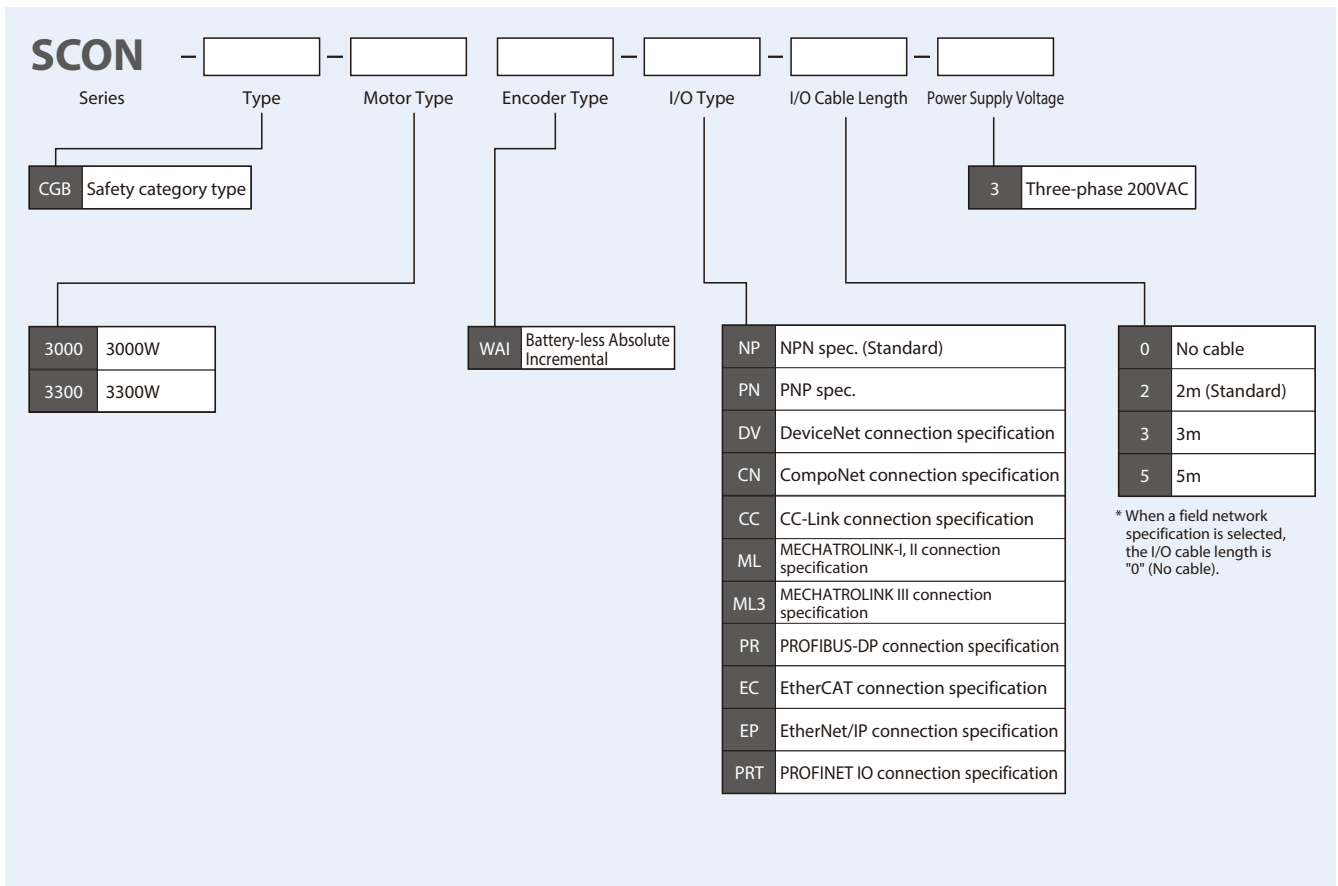 SCON - - - - -
Series Type Motor Type Encoder Type I/O Type I/O Cable Length Power Supply Voltage
CGB Safety category type
3 Three-phase 200VAC
3000 3000W
3300 3300W
WAI Battery-less Absolute
Incremental
NP NPN spec. (Standard)
PN PNP spec.
DV DeviceNet connection specification
CN CompoNet connection specification
CC CC-Link connection specification
ML MECHATROLINK-I, II connection
specification
ML3 MECHATROLINK III connection
specification
PR PROFIBUS-DP connection specification
EC EtherCAT connection specification
EP EtherNet/IP connection specification
PRT PROFINET IO connection specification
0 No cable
2 2m (Standard)
3 3m
5 5m
* When a field network
specification is selected,
the I/O cable length is
"0" (No cable).